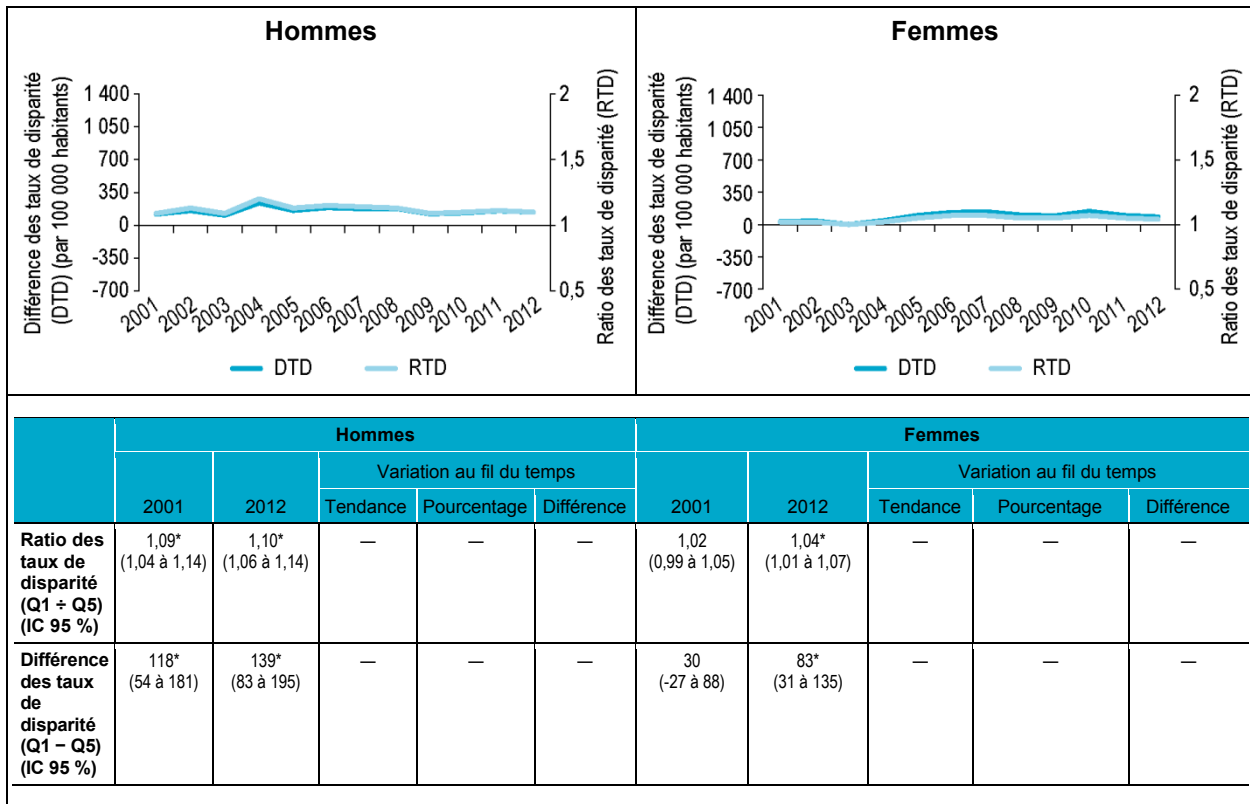 Hommes
Différence des taux de disparité
(DTD) (par 100 000 habitants)
1 400
1 050
700
350
0
-350
-700
2
1,5
1
0,5
Ratio des taux de disparité (RTD)
2001 2002 2003 2004 2005 2006 2007 2008 2009 2010 2011 2012
DTD RTD
Femmes
Différence des taux de disparité
(DTD) (par 100 000 habitants)
1 400
1 050
700
350
0
-350
-700
2
1,5
1
0,5
Ratio des taux de disparité (RTD)
2001 2002 2003 2004 2005 2006 2007 2008 2009 2010 2011 2012
DTD RTD
Hommes Femmes
Variation au fil du temps Variation au fil du temps
2001 2012 Tendance Pourcentage Différence 2001 2012 Tendance Pourcentage Différence
Ratio des
taux de
disparité
(Q1 ÷ Q5)
(IC 95 %)
1,09* 1,10* — — — 1,02 1,04* — — —
(1,04 à 1,14) (1,06 à 1,14) (0,99 à 1,05) (1,01 à 1,07)
Différence
des taux
de
disparité
(Q1 − Q5)
(IC 95 %)
118* 139* — — — 30 83* — — —
(54 à 181) (83 à 195) (-27 à 88) (31 à 135)